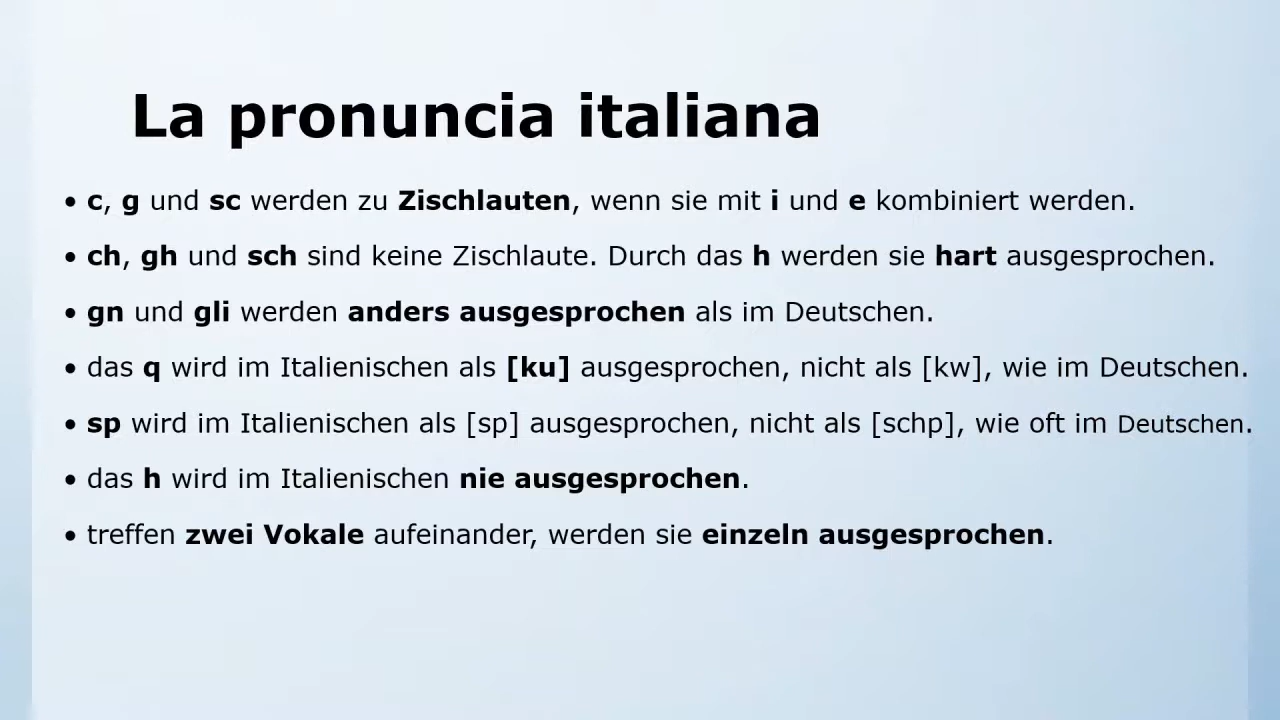 La pronuncia italiana
• c, g und sc werden zu Zischlauten, wenn sie mit i und e kombiniert werden.
• ch, gh und sch sind keine Zischlaute. Durch das h werden sie hart ausgesprochen.
• gn und gli werden anders ausgesprochen als im Deutschen.
• das q wird im Italienischen als [ku] ausgesprochen, nicht als [kw], wie im Deutschen.
• sp wird im Italienischen als [sp] ausgesprochen, nicht als [schp], wie oft im Deutschen.
• das h wird im Italienischen nie ausgesprochen.
• treffen zwei Vokale aufeinander, werden sie einzeln ausgesprochen.